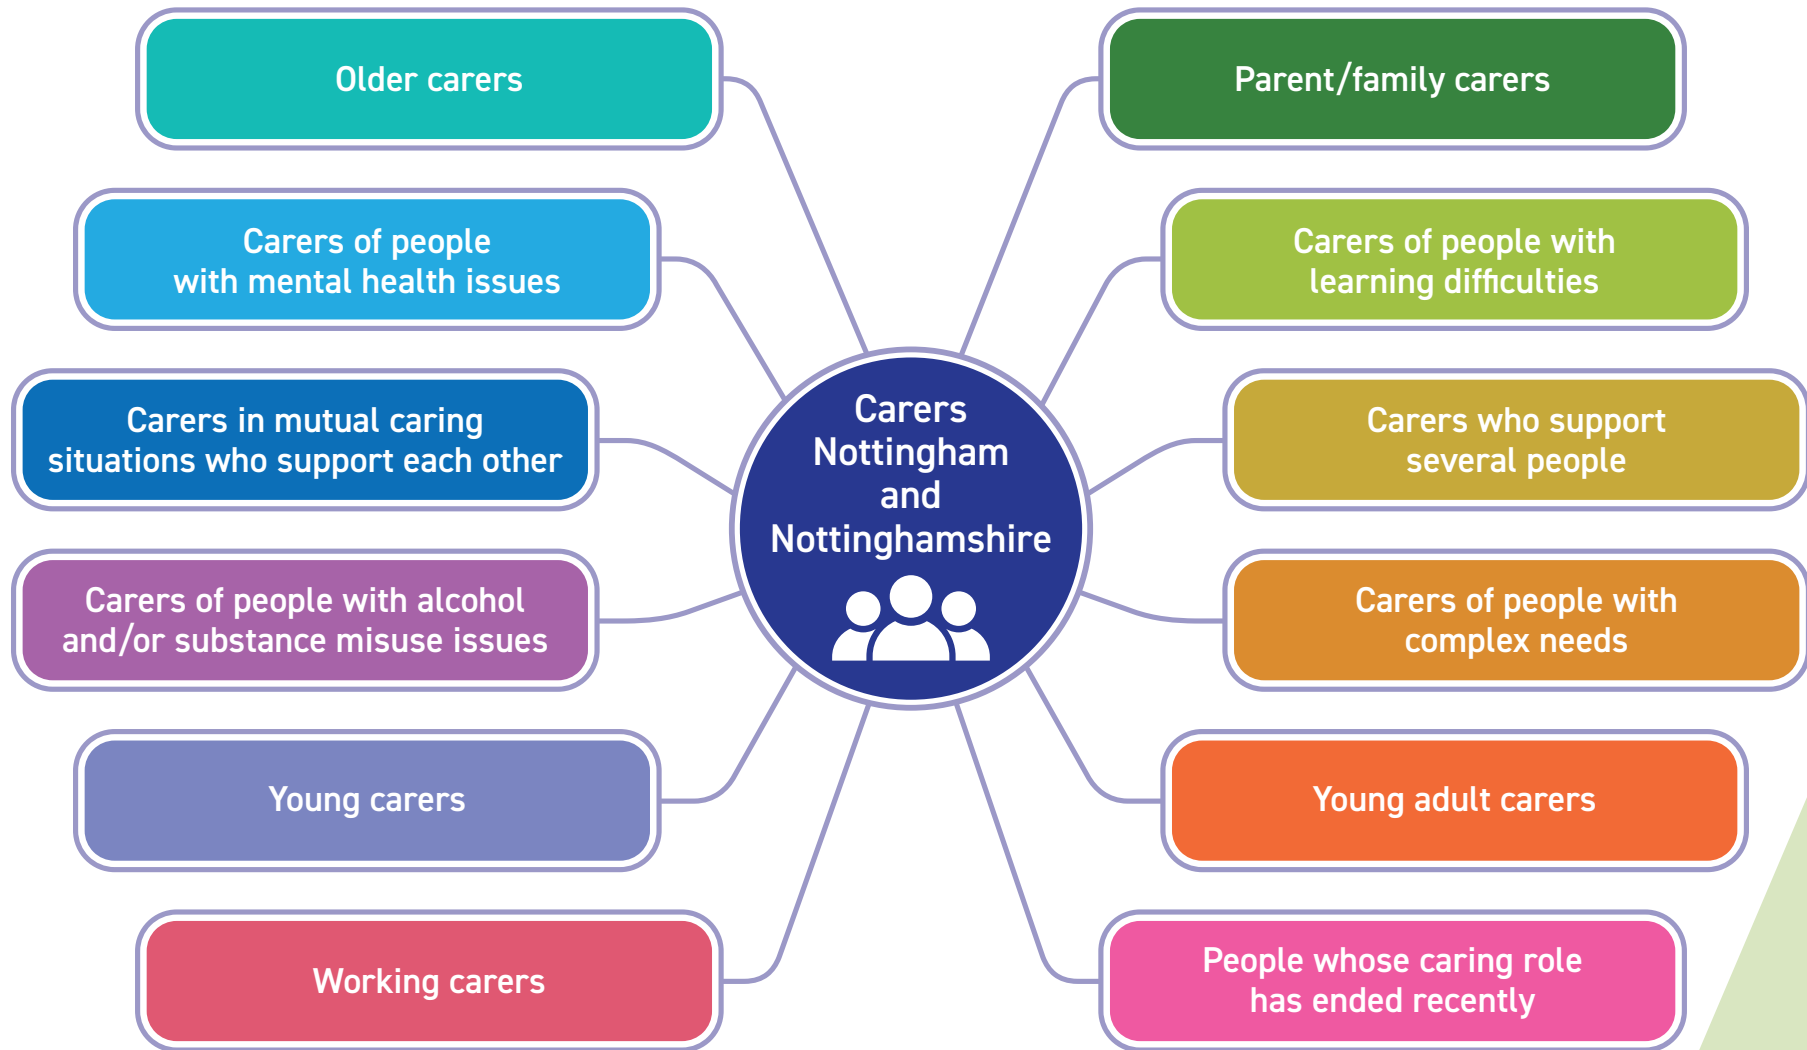 Older carers
Carers of people
with mental health issues
Carers in mutual caring
situations who support each other
Carers of people with alcohol
and/or substance misuse issues
Young carers
Working carers
Carers
Nottingham
and
Nottinghamshire
Parent/family carers
Carers of people with
learning difficulties
Carers who support
several people
Carers of people with
complex needs
Young adult carers
People whose caring role
has ended recently